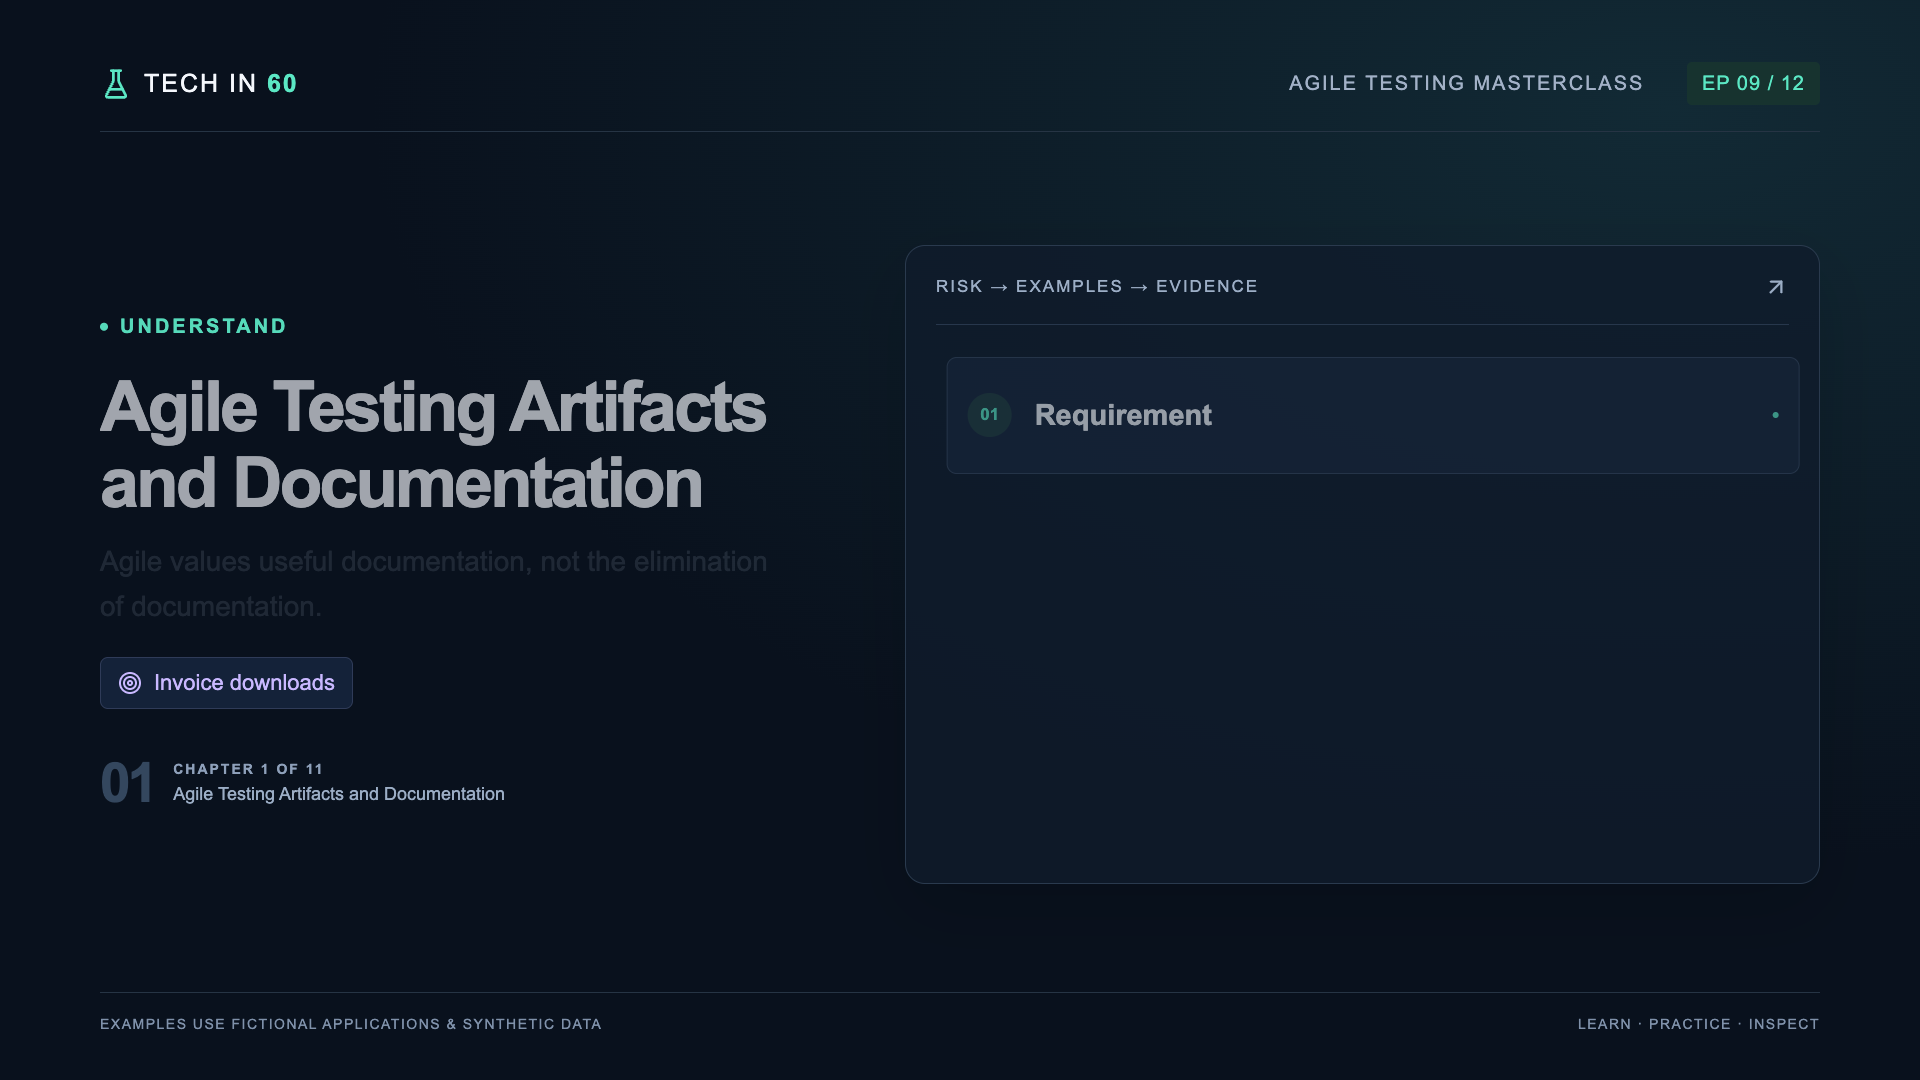 TECH IN 60
AGILE TESTING MASTERCLASS
EP 09 / 12
• UNDERSTAND
Agile Testing Artifacts
and Documentation
Agile values useful documentation, not the elimination
of documentation.
Invoice downloads
01
CHAPTER 1 OF 11
Agile Testing Artifacts and Documentation
RISK → EXAMPLES → EVIDENCE
01 Requirement
EXAMPLES USE FICTIONAL APPLICATIONS & SYNTHETIC DATA
LEARN · PRACTICE · INSPECT